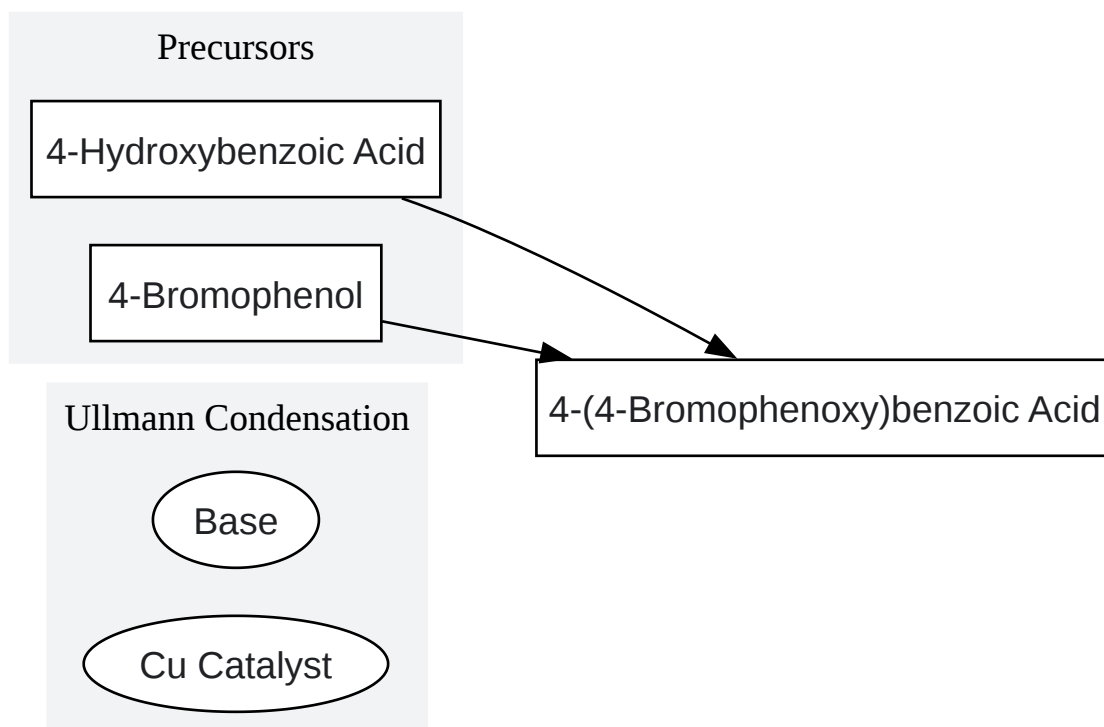 Precursors
4-Hydroxybenzoic Acid
4-Bromophenol
4-(4-Bromophenoxy)benzoic Acid
Ullmann Condensation
Base
Cu Catalyst